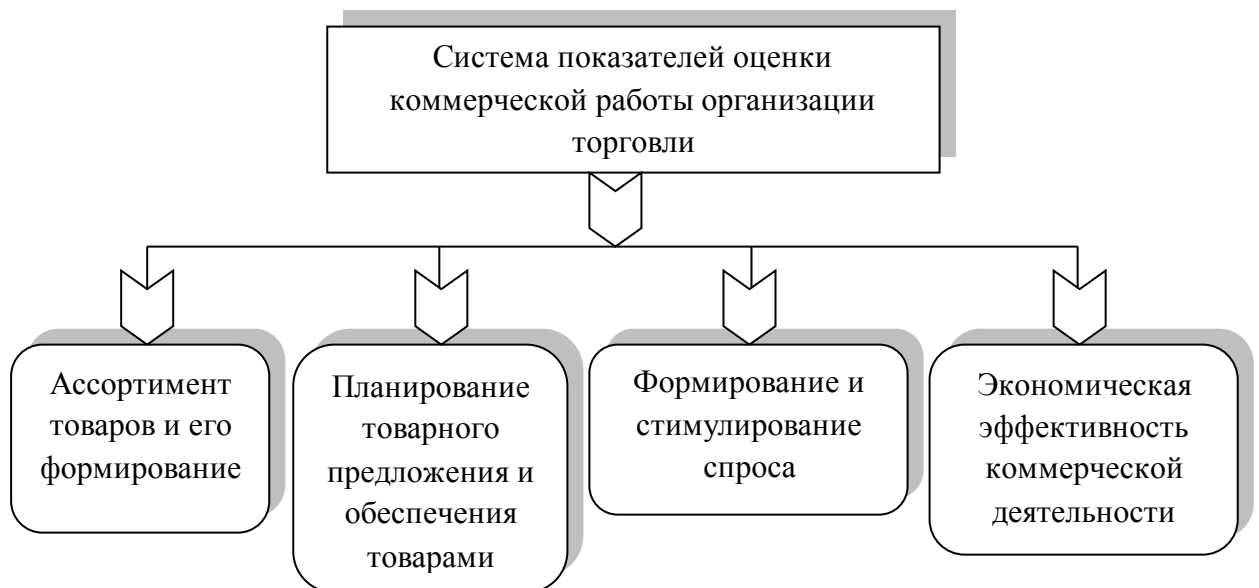 Система показателей оценки
коммерческой работы организации
торговли
Ассортимент
товаров и его
формирование
Планирование
товарного
предложения и
обеспечения
товарами
Формирование и
стимулирование
спроса
Экономическая
эффективность
коммерческой
деятельности